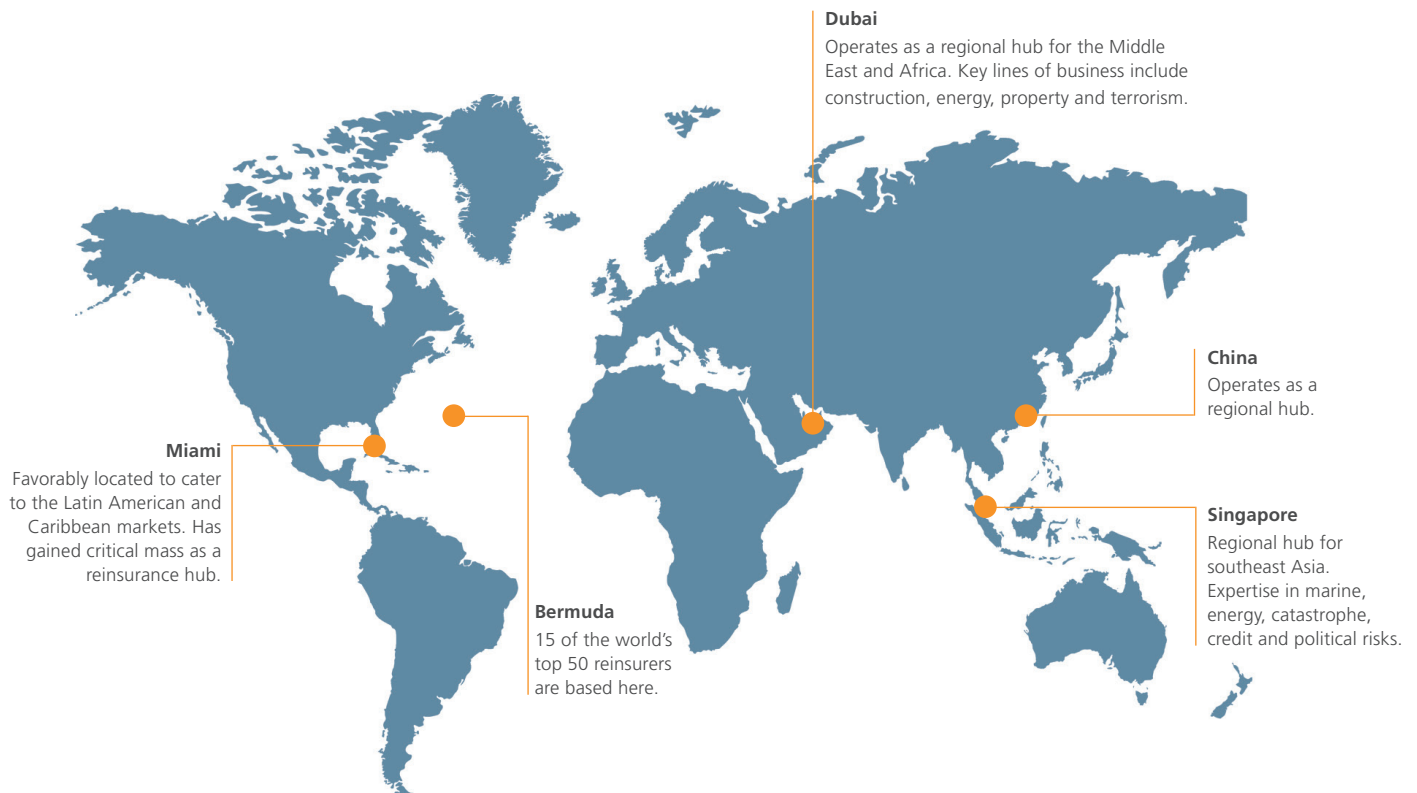 Dubai
Operates as a regional hub for the Middle
East and Africa. Key lines of business include
construction, energy, property and terrorism.
China
Operates as a
regional hub.
Miami
Favorably located to cater
to the Latin American and
Caribbean markets. Has
gained critical mass as a
reinsurance hub.
Singapore
Regional hub for
southeast Asia.
Expertise in marine,
energy, catastrophe,
credit and political risks.
Bermuda
15 of the world's
top 50 reinsurers
are based here.